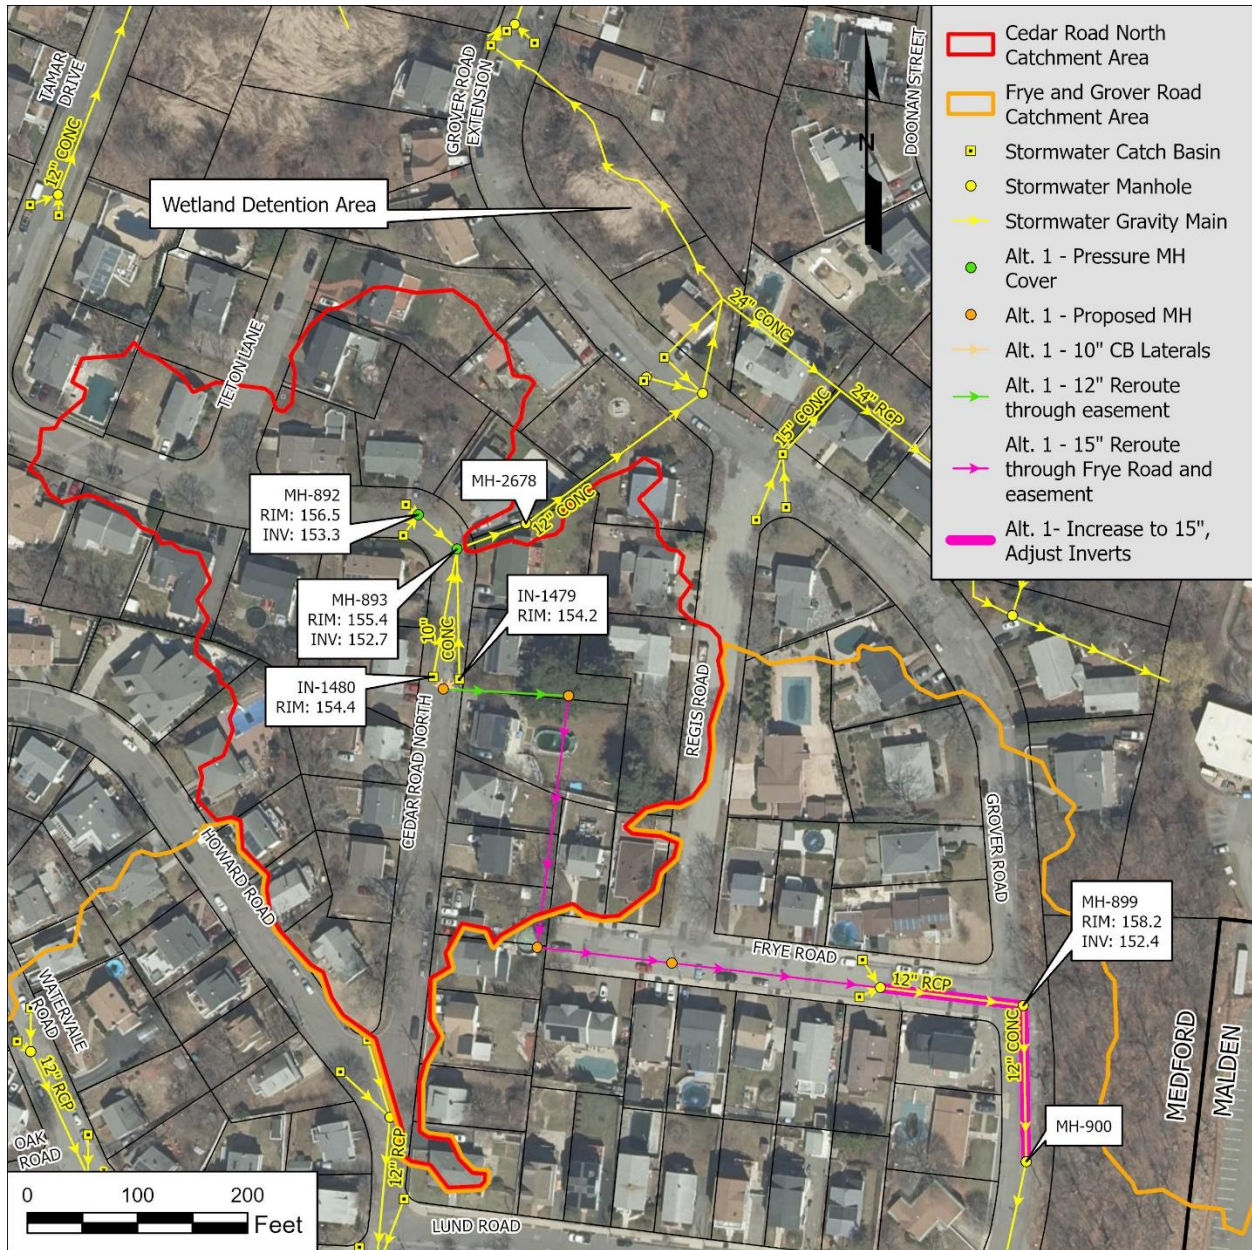 TAMAR
DRIVE
12" CONC
GROVER ROAD
EXTENSION
DOONAN STREET
N
Wetland Detention Area
Cedar Road North
Catchment Area
Frye and Grover Road
Catchment Area
Stormwater Catch Basin
Stormwater Manhole
Stormwater Gravity Main
Alt. 1 - Pressure MH
Cover
Alt. 1 - Proposed MH
Alt. 1 - 10" CB Laterals
Alt. 1 - 12" Reroute
through easement
Alt. 1 - 15" Reroute
through Frye Road and
easement
Alt. 1- Increase to 15",
Adjust Inverts
24" CONC
24" RCP
15" CONC
TETON LANE
MH-2678
12" CONC
MH-892
RIM: 156.5
INV: 153.3
MH-893
RIM: 155.4
INV: 152.7
IN-1479
RIM: 154.2
10"
CONC
IN-1480
RIM: 154.4
CEDAR ROAD NORTH
REGIS ROAD
GROVER ROAD
HOWARD ROAD
MH-899
RIM: 158.2
INV: 152.4
FRYE ROAD
12" RCP
12" CONC
MH-900
MEDFORD
MALDEN
WATERVALE
ROAD
12" RCP
OAK
ROAD
12" RCP
LUND ROAD
0 100 200
Feet